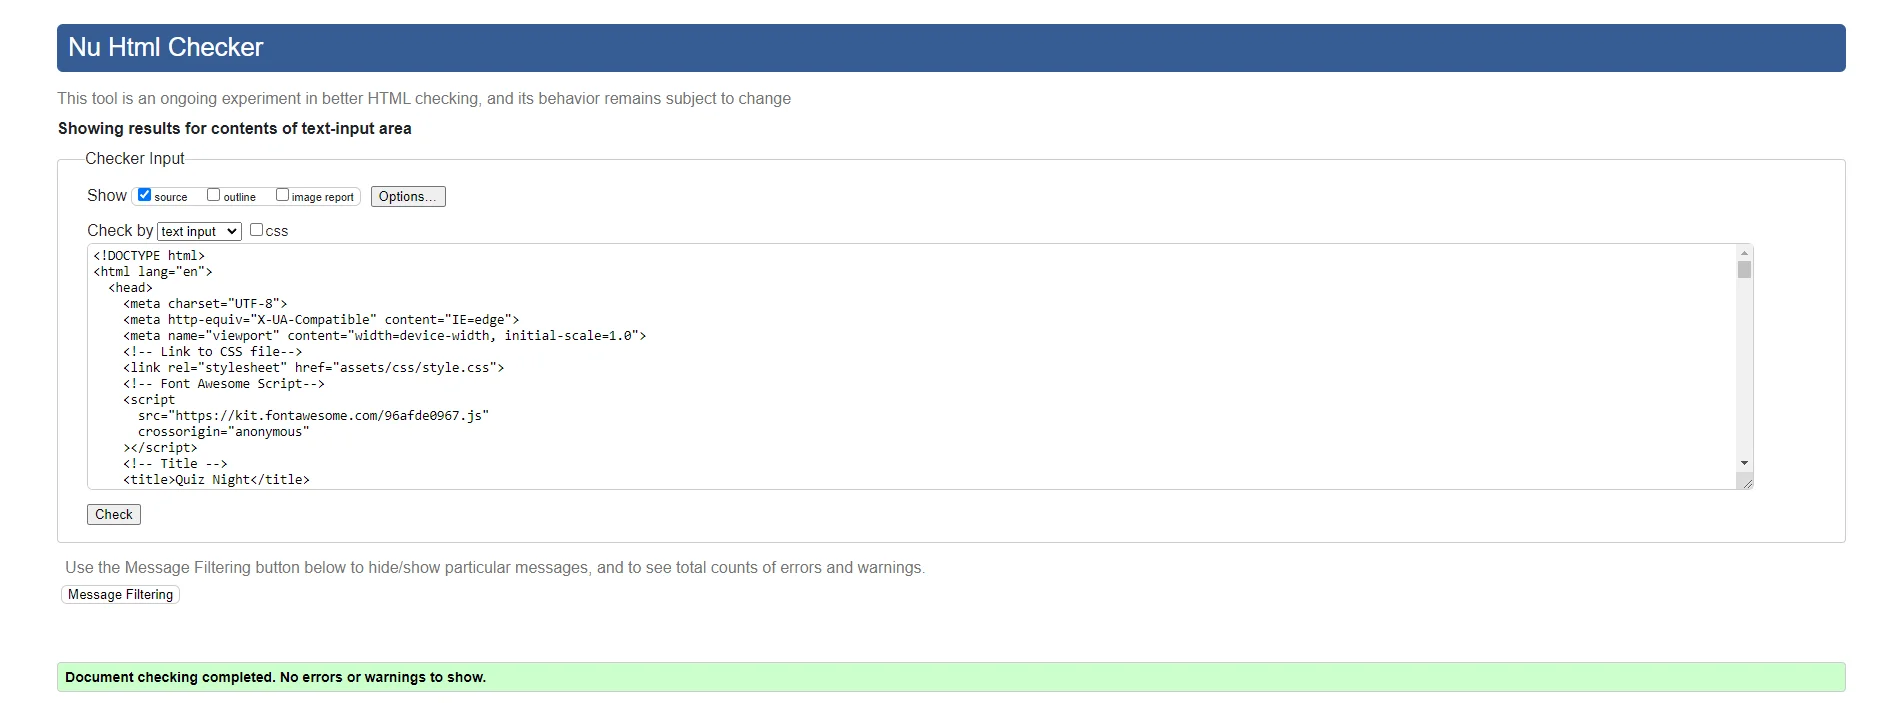 Nu Html Checker
This tool is an ongoing experiment in better HTML checking, and its behavior remains subject to change
Showing results for contents of text-input area
Checker Input
Show source outline image report Options...
Check by text input css
<!DOCTYPE html>
<html lang="en">
  <head>
    <meta charset="UTF-8">
    <meta http-equiv="X-UA-Compatible" content="IE=edge">
    <meta name="viewport" content="width=device-width, initial-scale=1.0">
    <!-- Link to CSS file-->
    <link rel="stylesheet" href="assets/css/style.css">
    <!-- Font Awesome Script-->
    <script
      src="https://kit.fontawesome.com/96afde0967.js"
      crossorigin="anonymous"
    ></script>
    <!-- Title -->
    <title>Quiz Night</title>
Check
Use the Message Filtering button below to hide/show particular messages, and to see total counts of errors and warnings.
Message Filtering
Document checking completed. No errors or warnings to show.